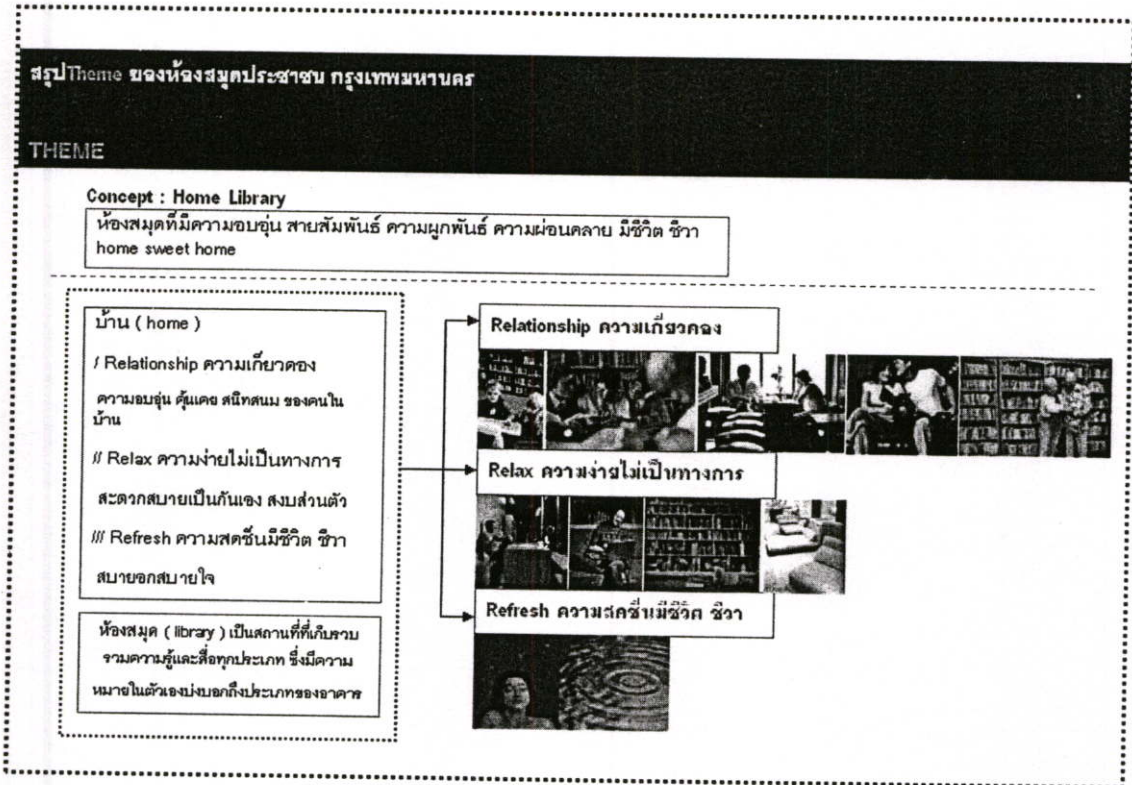 สรุปTheme ของห้องสมุดประชาชน กรุงเทพมหานคร
THEME
Concept : Home Library
ห้องสมุดที่มีความอบอุ่น สายสัมพันธ์ ความผูกพันธ์ ความผ่อนคลาย มีชีวิต ชีวา
home sweet home
บ้าน ( home )
/ Relationship ความเกี่ยวดอง
ความอบอุ่น คุ้นเคย สนิทสนม ของคนใน
บ้าน
// Relax ความง่ายไม่เป็นทางการ
สะดวกสบายเป็นกันเอง สงบส่วนตัว
/// Refresh ความสดชื่นมีชีวิต ชีวา
สบายอกสบายใจ
ห้องสมุด ( library ) เป็นสถานที่ที่เก็บรวบ
รวมความรู้และสื่อทุกประเภท ซึ่งมีความ
หมายในตัวเองบ่งบอกถึงประเภทของอาคาร
Relationship ความเกี่ยวดอง
Relax ความง่ายไม่เป็นทางการ
Refresh ความสดชื่นมีชีวิต ชีวา